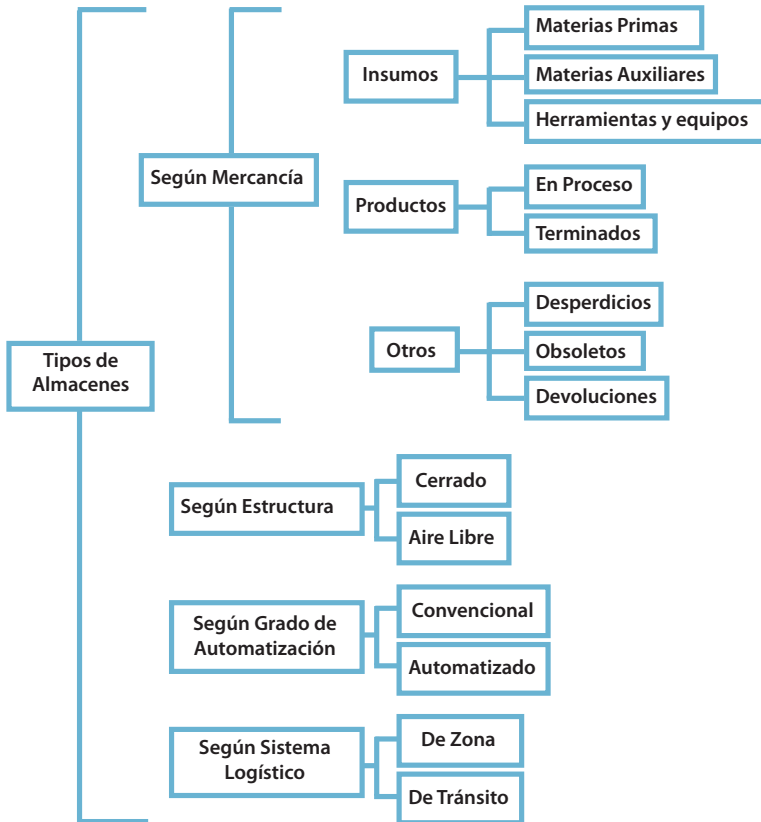 Tipos de
Almacenes
Según Mercancía
Insumos
Materias Primas
Materias Auxiliares
Herramientas y equipos
Productos
En Proceso
Terminados
Otros
Desperdicios
Obsoletos
Devoluciones
Según Estructura
Cerrado
Aire Libre
Según Grado de
Automatización
Convencional
Automatizado
Según Sistema
Logístico
De Zona
De Tránsito